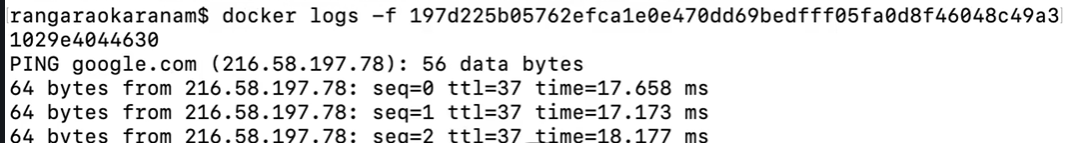 rangaraokaranam$ docker logs -f 197d225b05762efca1e0e470dd69bedfff05fa0d8f46048c49a3
1029e4044630
PING google.com (216.58.197.78): 56 data bytes
64 bytes from 216.58.197.78: seq=0 ttl=37 time=17.658 ms
64 bytes from 216.58.197.78: seq=1 ttl=37 time=17.173 ms
64 bytes from 216.58.197.78: seq=2 ttl=37 time=18.177 ms